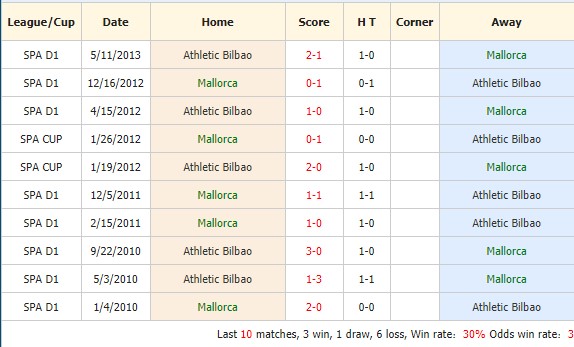 League/Cup Date Home Score H T Corner Away
SPA D1 5/11/2013 Athletic Bilbao 2-1 1-0 Mallorca
SPA D1 12/16/2012 Mallorca 0-1 0-1 Athletic Bilbao
SPA D1 4/15/2012 Athletic Bilbao 1-0 1-0 Mallorca
SPA CUP 1/26/2012 Mallorca 0-1 0-0 Athletic Bilbao
SPA CUP 1/19/2012 Athletic Bilbao 2-0 1-0 Mallorca
SPA D1 12/5/2011 Mallorca 1-1 1-1 Athletic Bilbao
SPA D1 2/15/2011 Mallorca 1-0 1-0 Athletic Bilbao
SPA D1 9/22/2010 Athletic Bilbao 3-0 1-0 Mallorca
SPA D1 5/3/2010 Athletic Bilbao 1-3 1-1 Mallorca
SPA D1 1/4/2010 Mallorca 2-0 0-0 Athletic Bilbao
Last 10 matches, 3 win, 1 draw, 6 loss, Win rate: 30% Odds win rate: 3